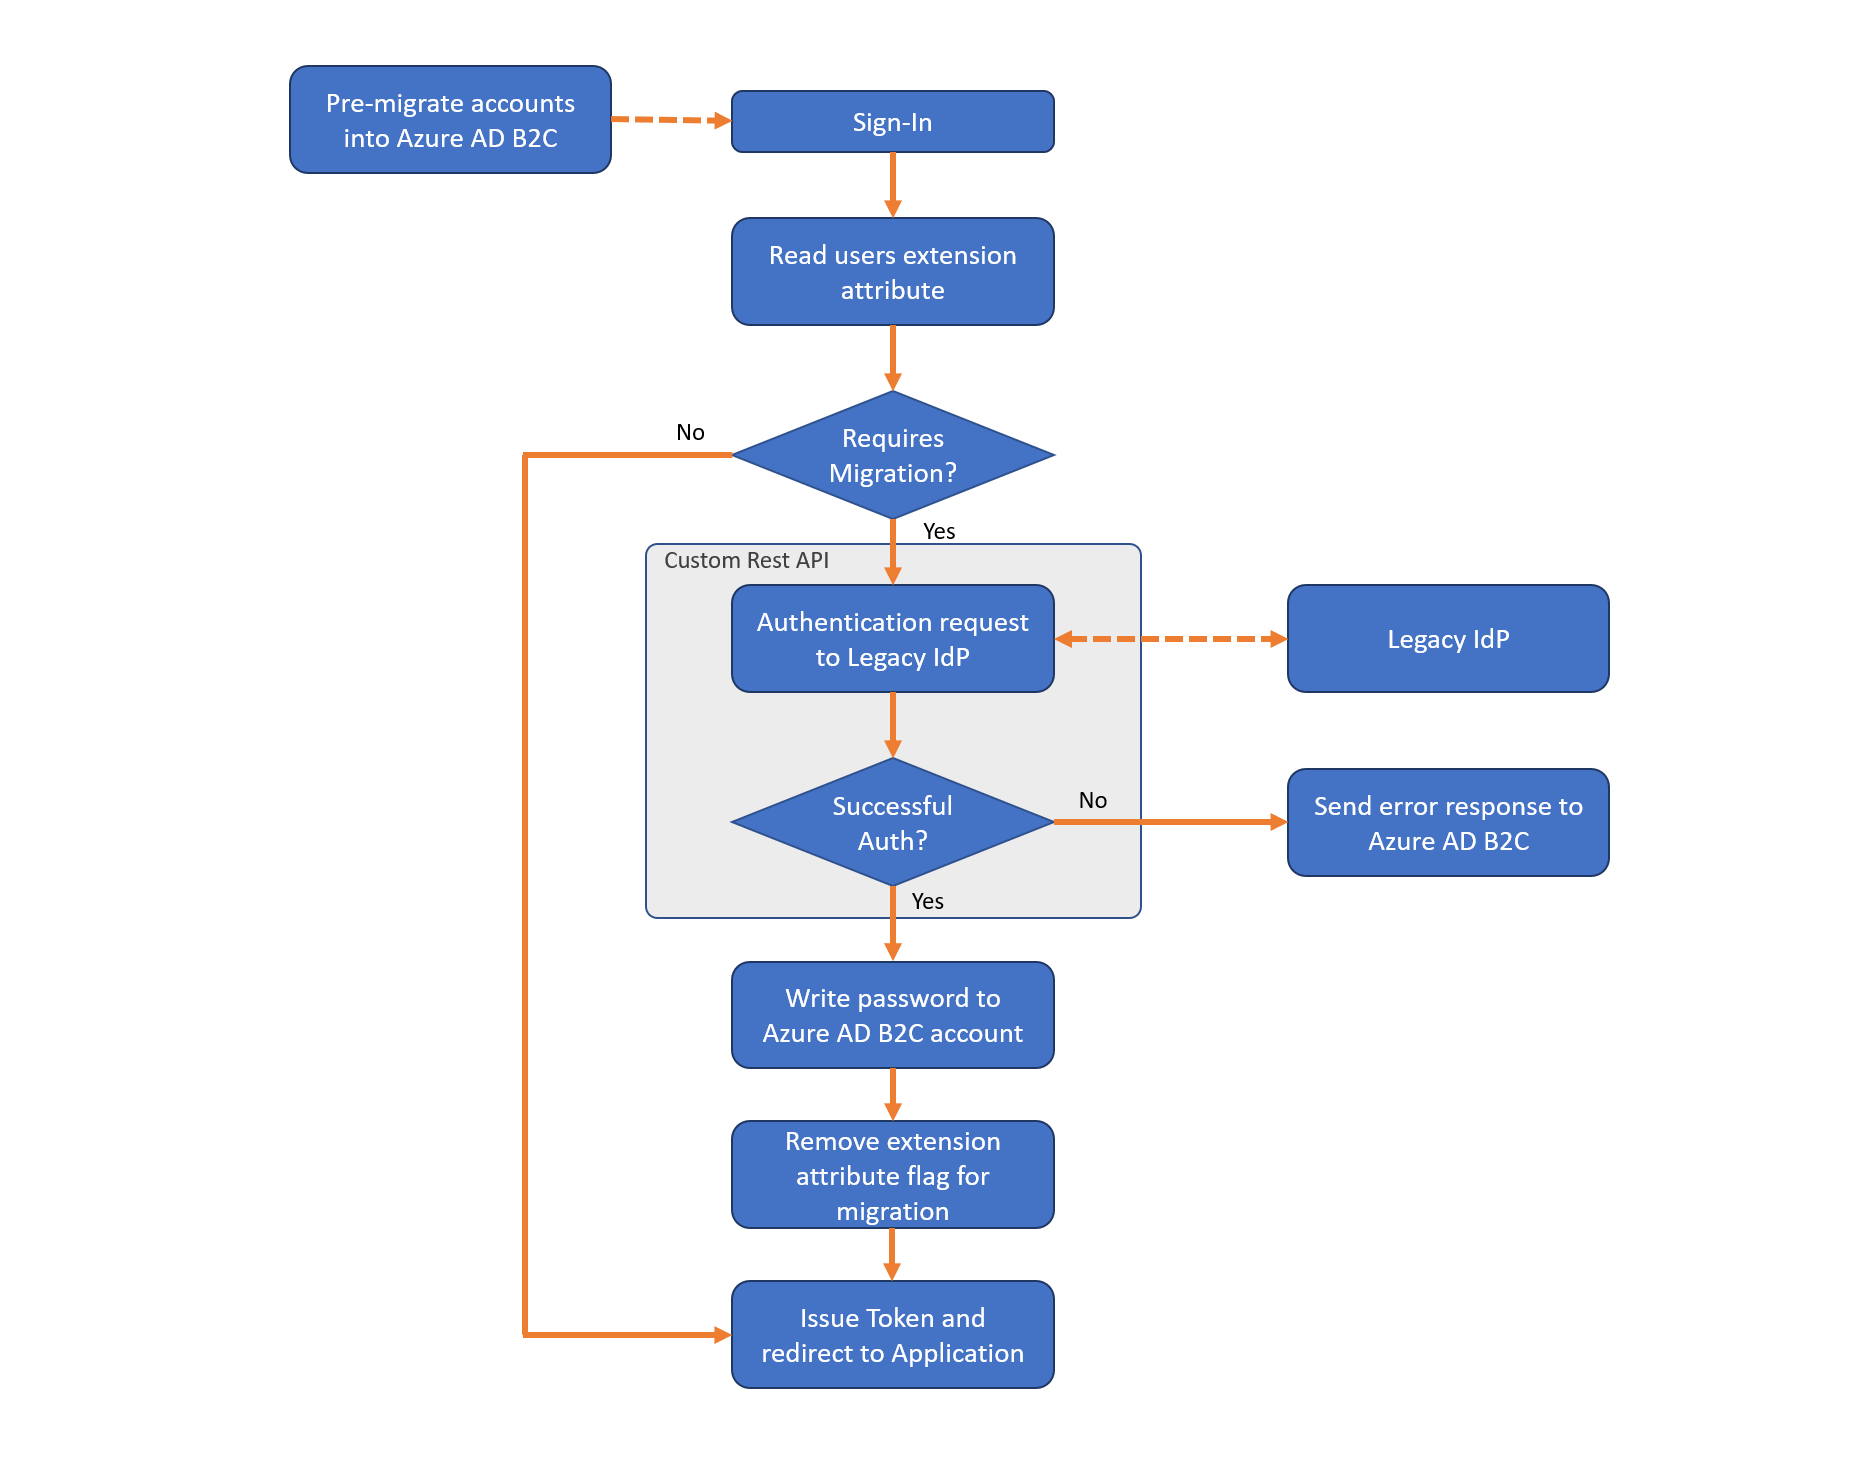 Pre-migrate accounts
into Azure AD B2C
Sign-In
Read users extension
attribute
Requires
Migration?
No
Yes
Custom Rest API
Authentication request
to Legacy IdP
Legacy IdP
Successful
Auth?
No
Send error response to
Azure AD B2C
Yes
Write password to
Azure AD B2C account
Remove extension
attribute flag for
migration
Issue Token and
redirect to Application